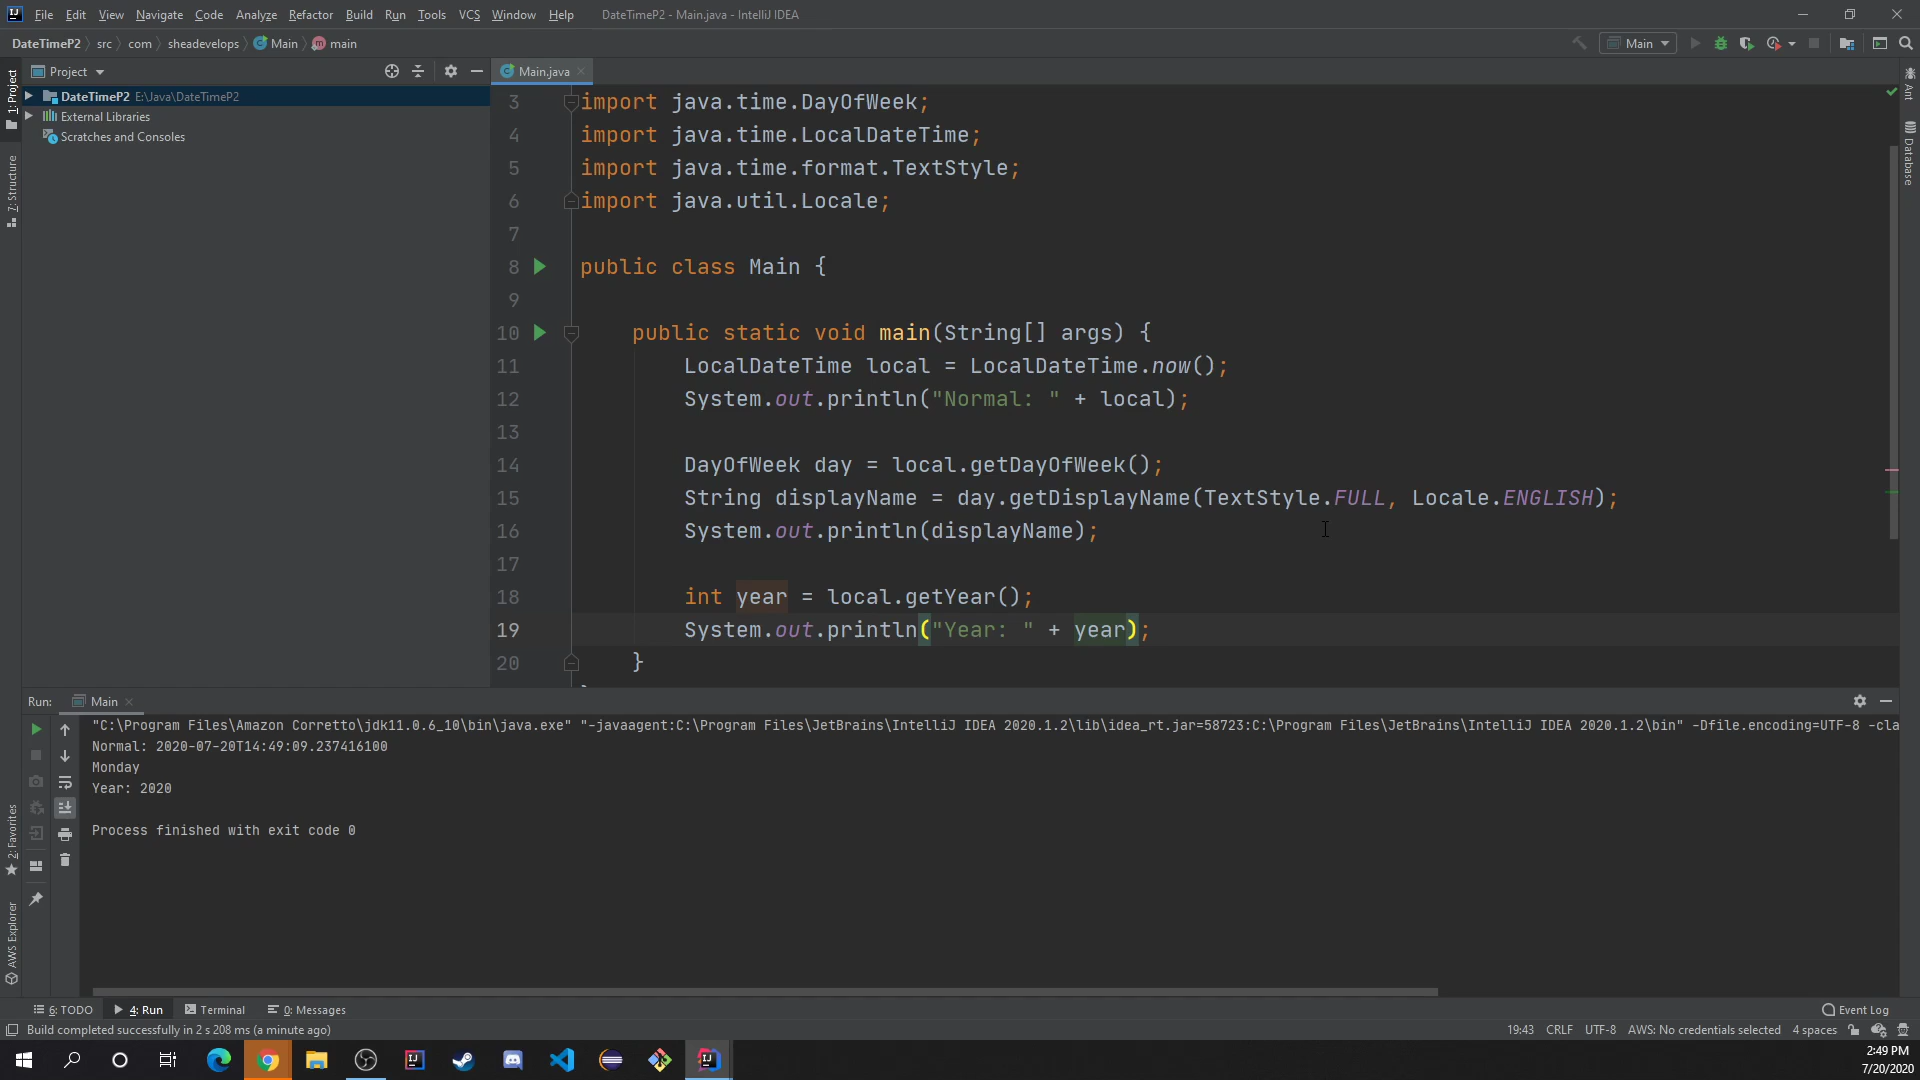 File Edit View Navigate Code Analyze Refactor Build Run Tools VCS Window Help DateTimeP2 - Main.java - IntelliJ IDEA
DateTimeP2 src com sheadevelops Main main
Main
Project
Main.java
DateTimeP2 E:\Java\DateTimeP2
External Libraries
Scratches and Consoles
1: Project
7: Structure
2: Favorites
AWS Explorer
Ant
Database
3 import java.time.DayOfWeek;
4 import java.time.LocalDateTime;
5 import java.time.format.TextStyle;
6 import java.util.Locale;
7
8 public class Main {
9
10 public static void main(String[] args) {
11 LocalDateTime local = LocalDateTime.now();
12 System.out.println("Normal: " + local);
13
14 DayOfWeek day = local.getDayOfWeek();
15 String displayName = day.getDisplayName(TextStyle.FULL, Locale.ENGLISH);
16 System.out.println(displayName);
17
18 int year = local.getYear();
19 System.out.println("Year: " + year);
20 }
Run: Main
"C:\Program Files\Amazon Corretto\jdk11.0.6_10\bin\java.exe" "-javaagent:C:\Program Files\JetBrains\IntelliJ IDEA 2020.1.2\lib\idea_rt.jar=58723:C:\Program Files\JetBrains\IntelliJ IDEA 2020.1.2\bin" -Dfile.encoding=UTF-8 -cla
Normal: 2020-07-20T14:49:09.237416100
Monday
Year: 2020
Process finished with exit code 0
6: TODO 4: Run Terminal 0: Messages Event Log
Build completed successfully in 2 s 208 ms (a minute ago) 19:43 CRLF UTF-8 AWS: No credentials selected 4 spaces
2:49 PM
7/20/2020